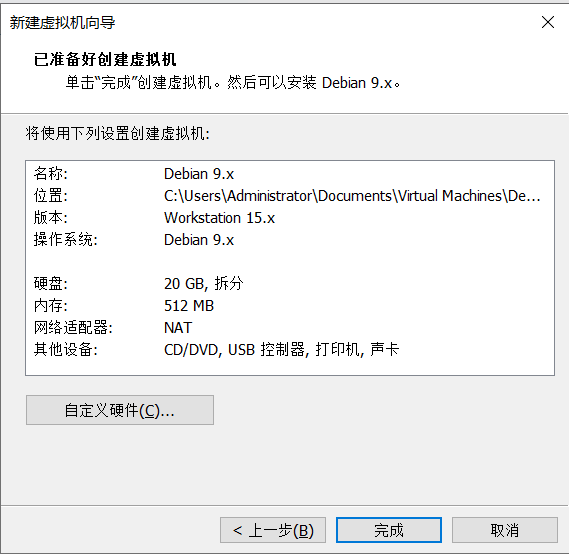 新建虚拟机向导
已准备好创建虚拟机
单击“完成”创建虚拟机。然后可以安装 Debian 9.x。
将使用下列设置创建虚拟机:
名称: Debian 9.x
位置: C:\Users\Administrator\Documents\Virtual Machines\De...
版本: Workstation 15.x
操作系统: Debian 9.x
硬盘: 20 GB, 拆分
内存: 512 MB
网络适配器: NAT
其他设备: CD/DVD, USB 控制器, 打印机, 声卡
自定义硬件(C)...
< 上一步(B) 完成 取消